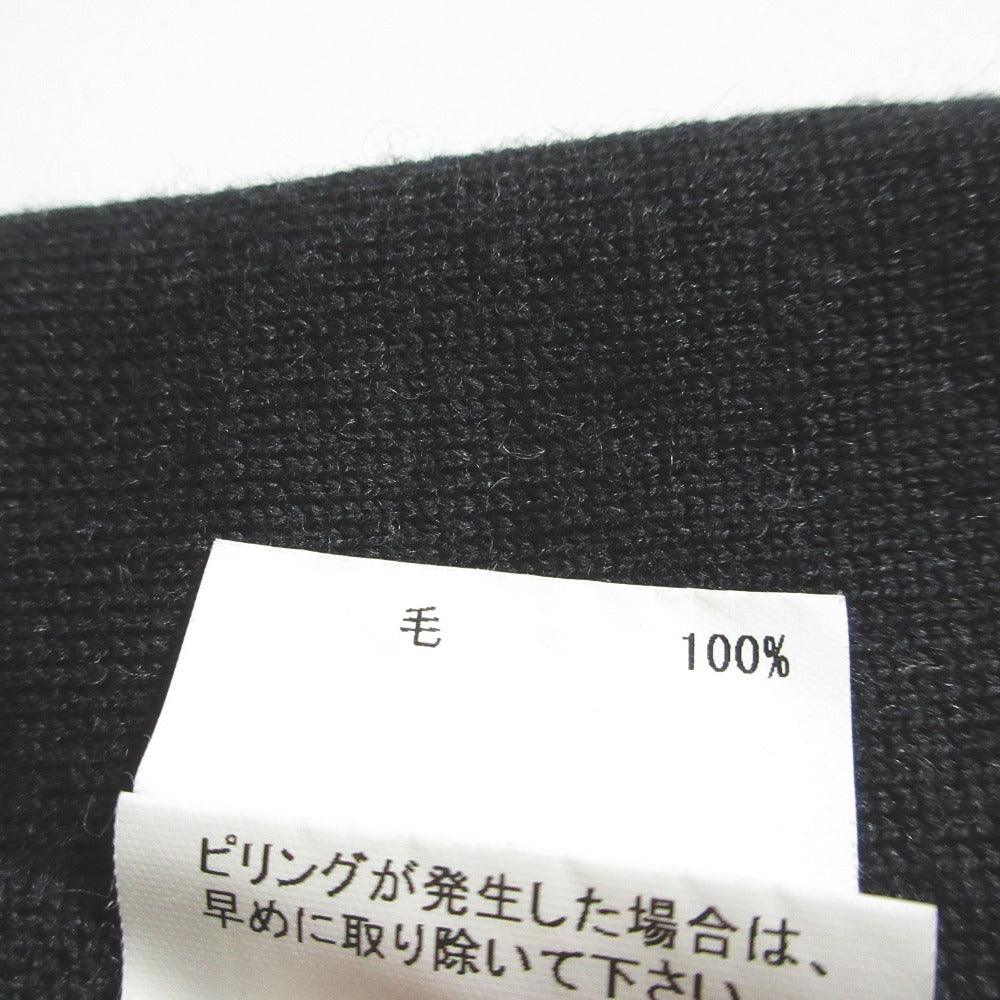 毛 100%
ピリングが発生した場合は、
早めに取り除いて下さい